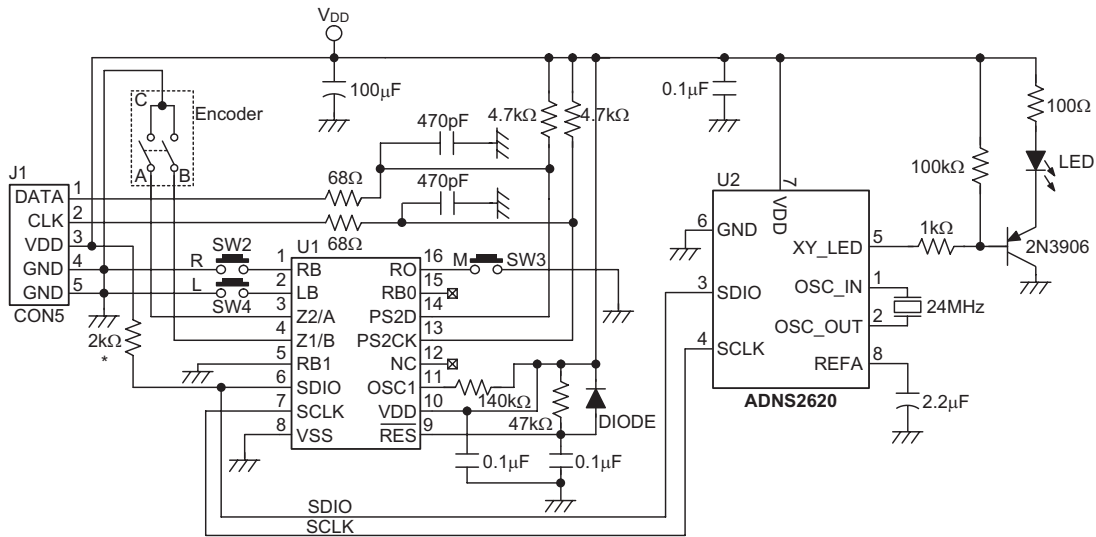 VDD
100µF
0.1µF
4.7kΩ
4.7kΩ
100Ω
C
Encoder
A
B
470pF
470pF
68Ω
68Ω
100kΩ
LED
J1
DATA
CLK
VDD
GND
GND
1
2
3
4
5
CON5
2kΩ
*
R
SW2
L
SW4
U1
1
2
3
4
5
6
7
8
RB
LB
Z2/A
Z1/B
RB1
SDIO
SCLK
VSS
RO
RB0
PS2D
PS2CK
NC
OSC1
VDD
RES
16
15
14
13
12
11
10
9
M
SW3
140kΩ
47kΩ
DIODE
0.1µF
0.1µF
SDIO
SCLK
U2
7
VDD
6
GND
3
SDIO
4
SCLK
XY_LED
5
OSC_IN
1
OSC_OUT
2
REFA
8
ADNS2620
1kΩ
2N3906
24MHz
2.2µF